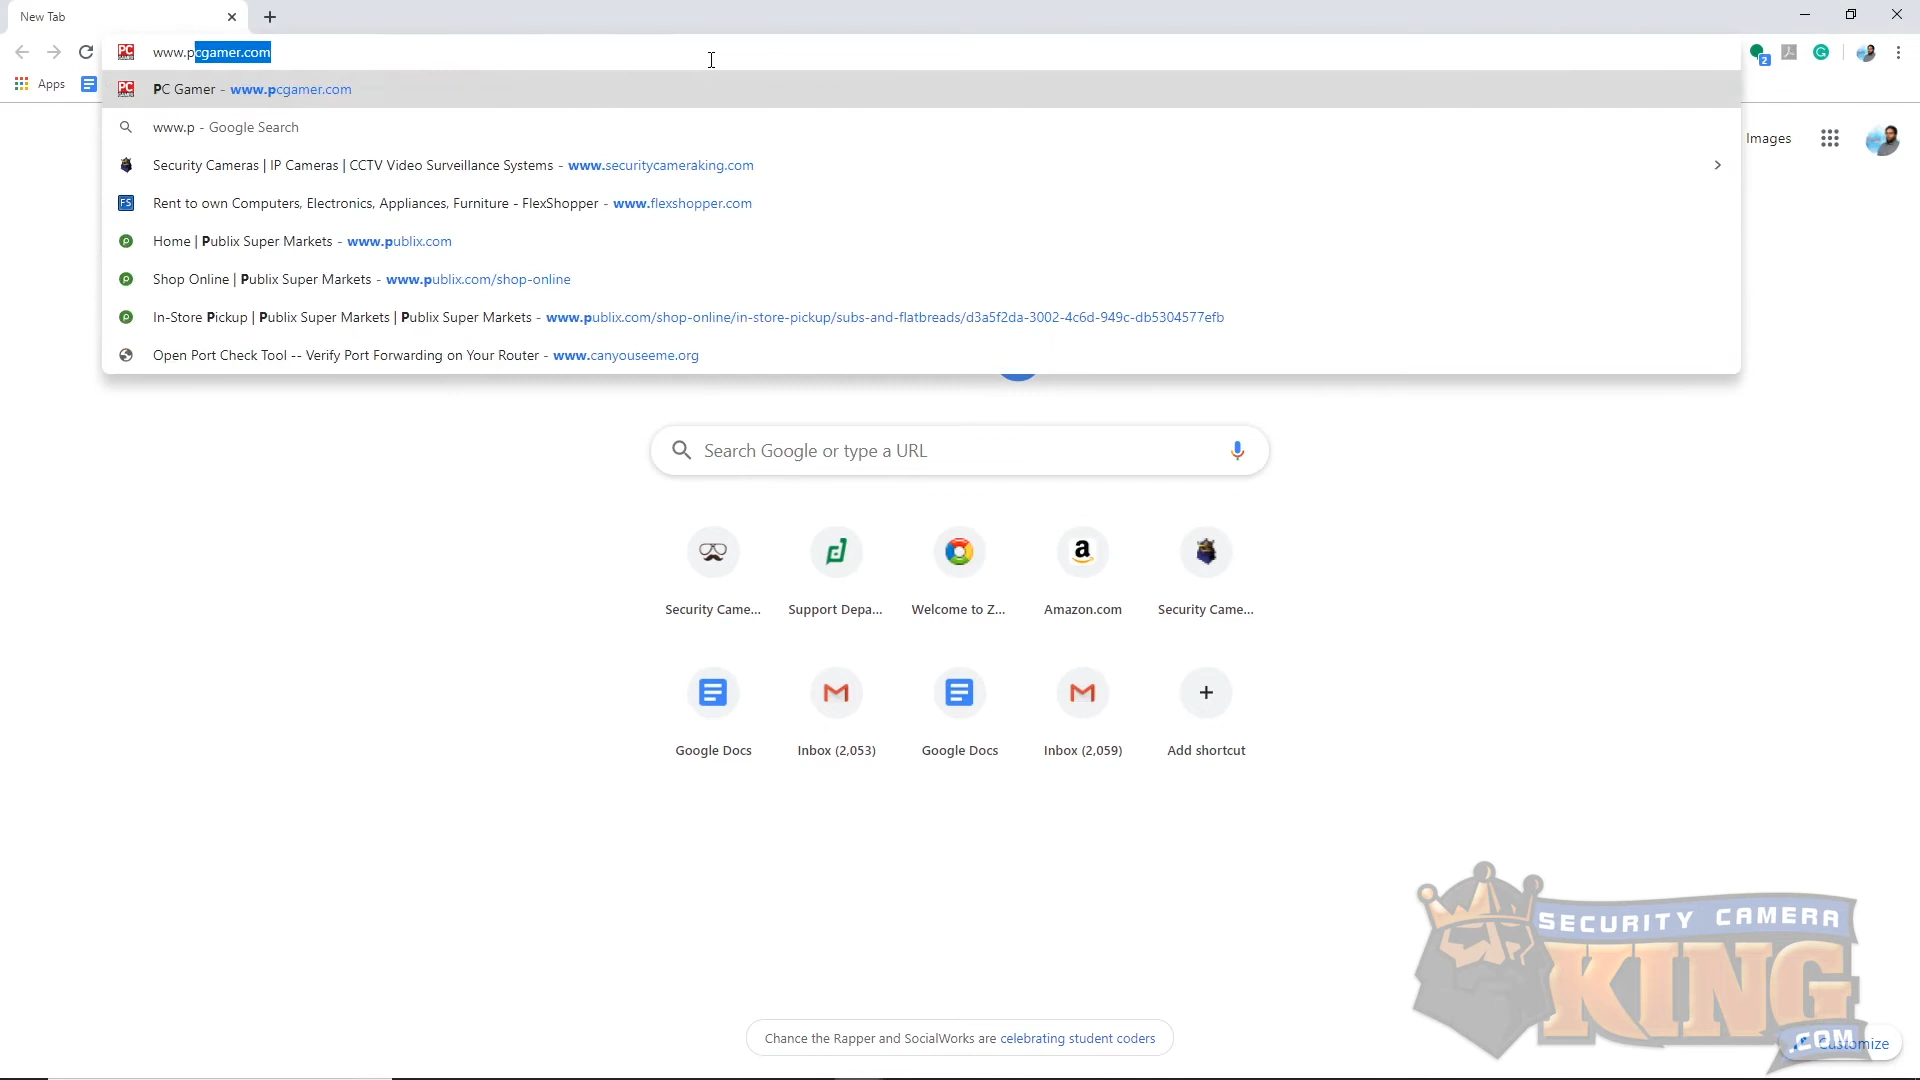 New Tab
www.pcgamer.com
2
Apps
PC Gamer - www.pcgamer.com
www.p - Google Search
Images
Security Cameras | IP Cameras | CCTV Video Surveillance Systems - www.securitycameraking.com
FS
Rent to own Computers, Electronics, Appliances, Furniture - FlexShopper - www.flexshopper.com
Home | Publix Super Markets - www.publix.com
Shop Online | Publix Super Markets - www.publix.com/shop-online
In-Store Pickup | Publix Super Markets | Publix Super Markets - www.publix.com/shop-online/in-store-pickup/subs-and-flatbreads/d3a5f2da-3002-4c6d-949c-db5304577efb
Open Port Check Tool -- Verify Port Forwarding on Your Router - www.canyouseeme.org
Search Google or type a URL
Security Came... Support Depa... Welcome to Z... Amazon.com Security Came...
Google Docs Inbox (2,053) Google Docs Inbox (2,059) Add shortcut
SECURITY CAMERA
KING
.COM
Chance the Rapper and SocialWorks are celebrating student coders
Customize